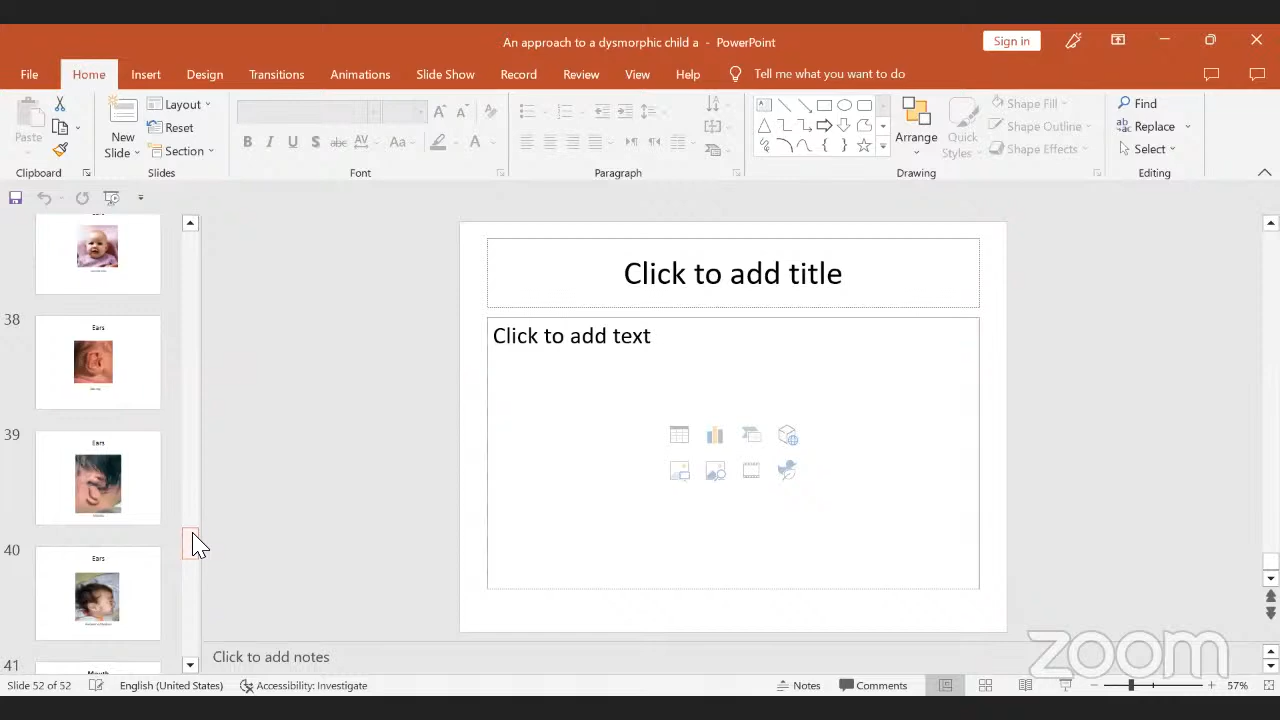 An approach to a dysmorphic child a - PowerPoint
Sign in
File Home Insert Design Transitions Animations Slide Show Record Review View Help Tell me what you want to do
Paste
Clipboard
New Slide
Layout
Reset
Section
Slides
B I U S abc AV Aa A
Font
Paragraph
Arrange
Quick Styles
Shape Fill
Shape Outline
Shape Effects
Drawing
Find
Replace
Select
Editing
38
Ears
39
Ears
40
Ears
41
Mouth
Click to add title
Click to add text
Click to add notes
zoom
Slide 52 of 52 English (United States) Accessibility: Investigate Notes Comments 57%